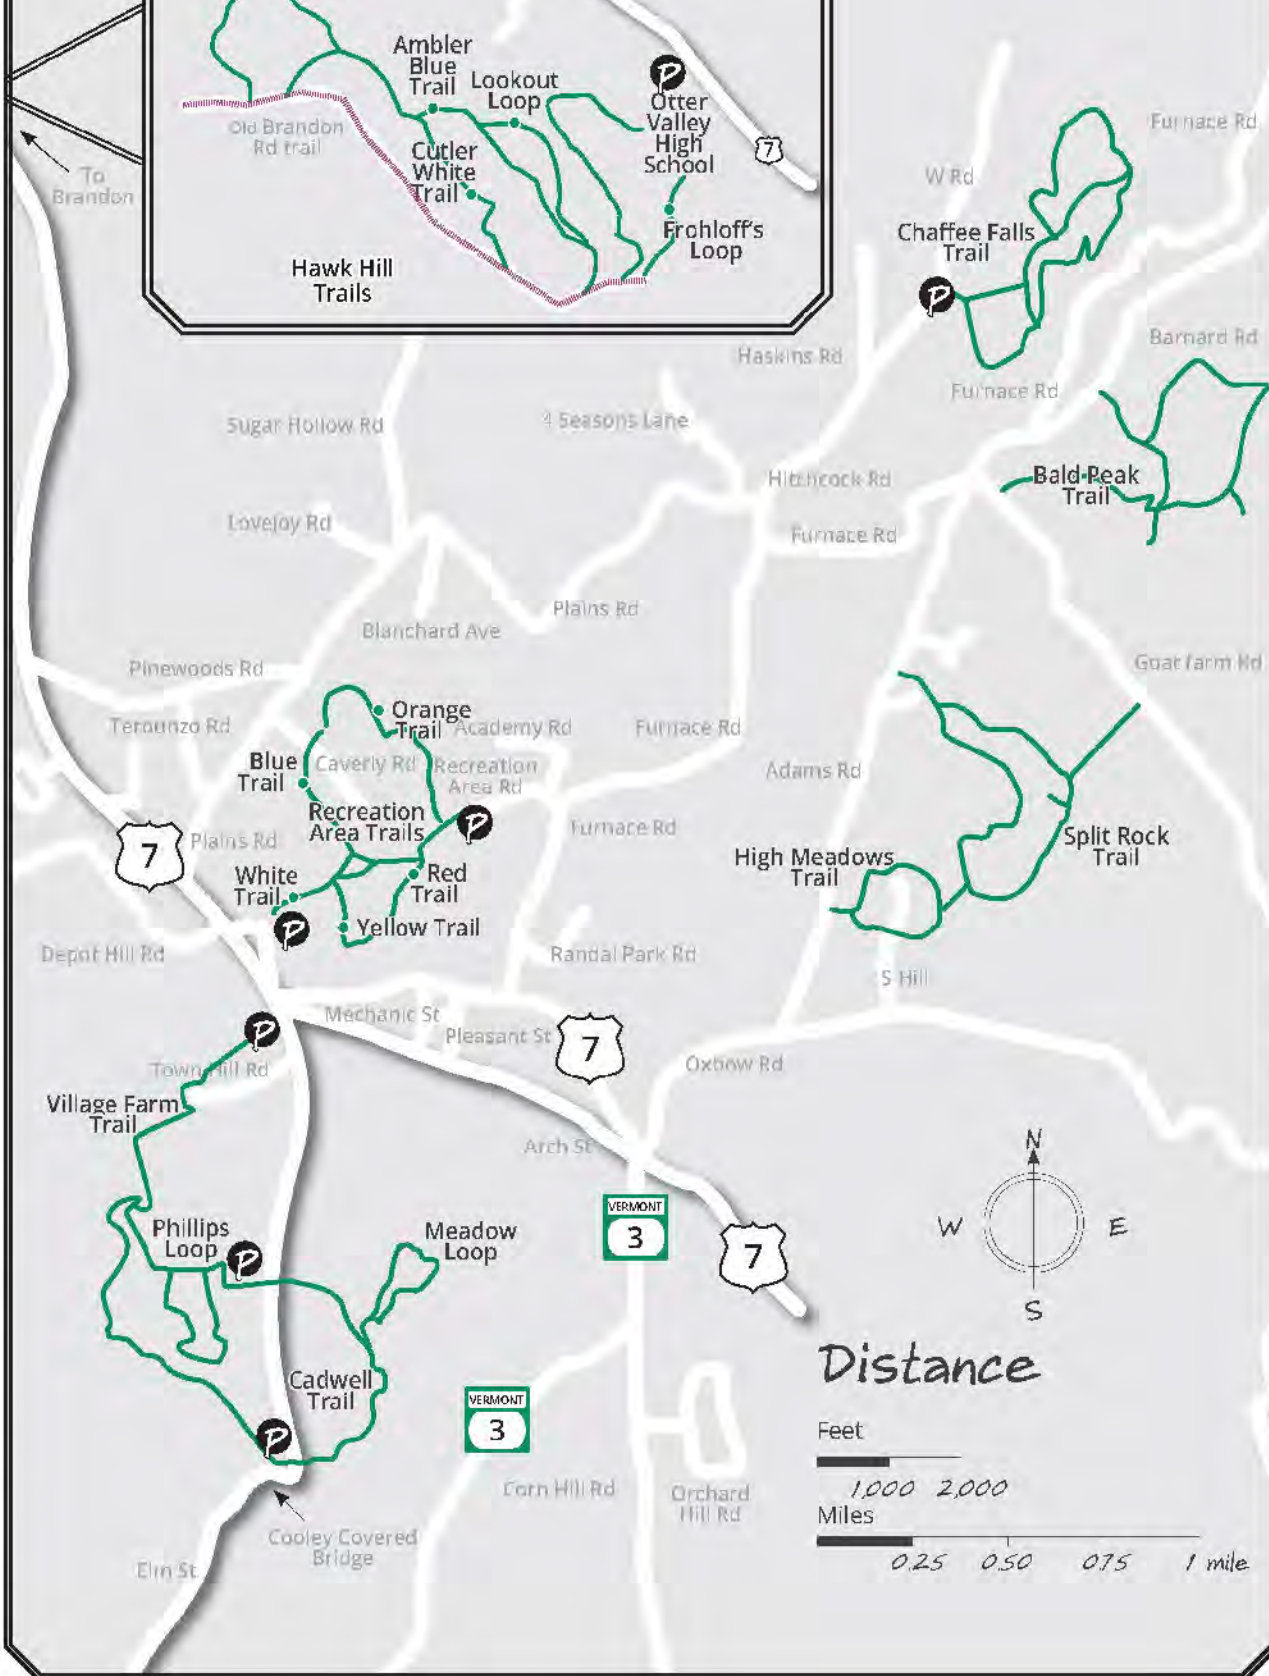 Ambler
Blue
Trail
Lookout
Loop
P
Otter
Valley
High
School
7
Old Brandon
Rd trail
Cutler
White
Trail
Frohloff's
Loop
Hawk Hill
Trails
To
Brandon
Furnace Rd
W Rd
Chaffee Falls
Trail
P
Haskins Rd
Barnard Rd
Furnace Rd
Sugar Hollow Rd
4 Seasons Lane
Hitchcock Rd
Bald Peak
Trail
Lovejoy Rd
Furnace Rd
Plains Rd
Blanchard Ave
Pinewoods Rd
Goat farm Rd
Orange
Trail
Academy Rd
Furnace Rd
Blue
Trail
Caverly Rd
Recreation
Area Rd
Adams Rd
Recreation
Area Trails
P
Furnace Rd
7
Plains Rd
Split Rock
Trail
High Meadows
Trail
White
Trail
Red
Trail
P
Yellow Trail
Depot Hill Rd
Randal Park Rd
S Hill
Mechanic St
P
Pleasant St
7
Town Hill Rd
Oxbow Rd
Village Farm
Trail
Arch St
N
W
E
S
VERMONT
3
Phillips
Loop
P
Meadow
Loop
7
Distance
Cadwell
Trail
VERMONT
3
Feet
P
1,000 2,000
Corn Hill Rd
Orchard
Hill Rd
Miles
Cooley Covered
Bridge
0.25 0.50 0.75 1 mile
Elm St